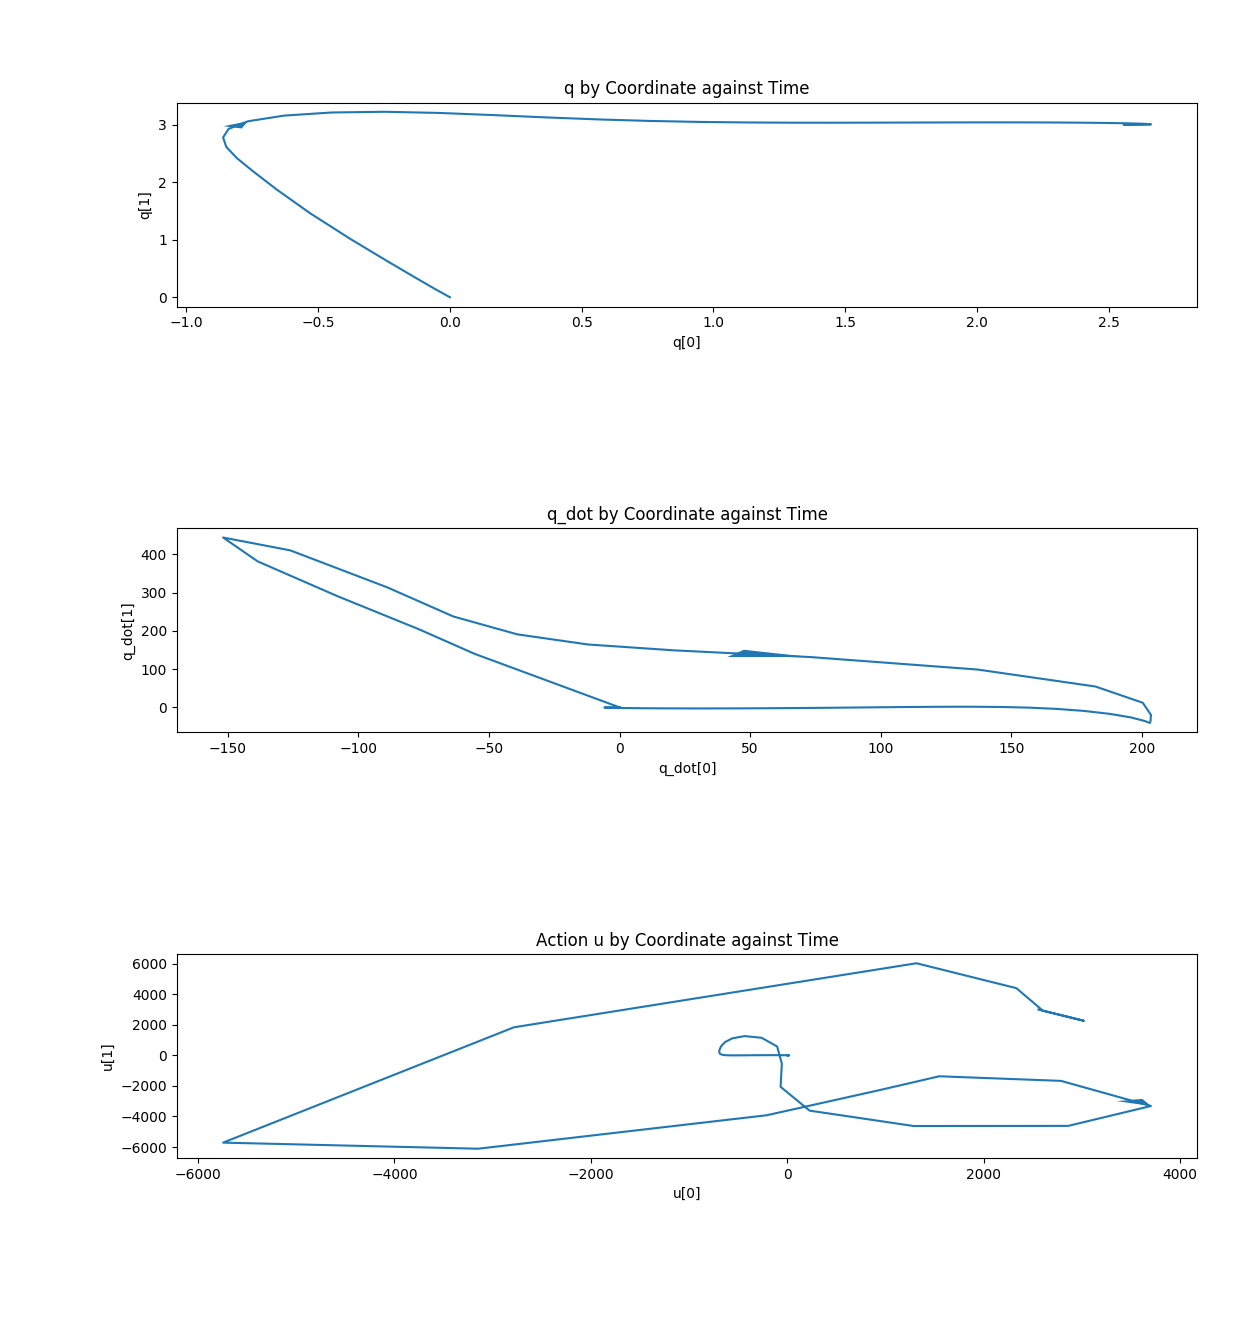 q by Coordinate against Time
3
2
1
0
q[1]
−1.0 −0.5 0.0 0.5 1.0 1.5 2.0 2.5
q[0]
q_dot by Coordinate against Time
400
300
200
100
0
q_dot[1]
−150 −100 −50 0 50 100 150 200
q_dot[0]
Action u by Coordinate against Time
6000
4000
2000
0
−2000
−4000
−6000
u[1]
−6000 −4000 −2000 0 2000 4000
u[0]